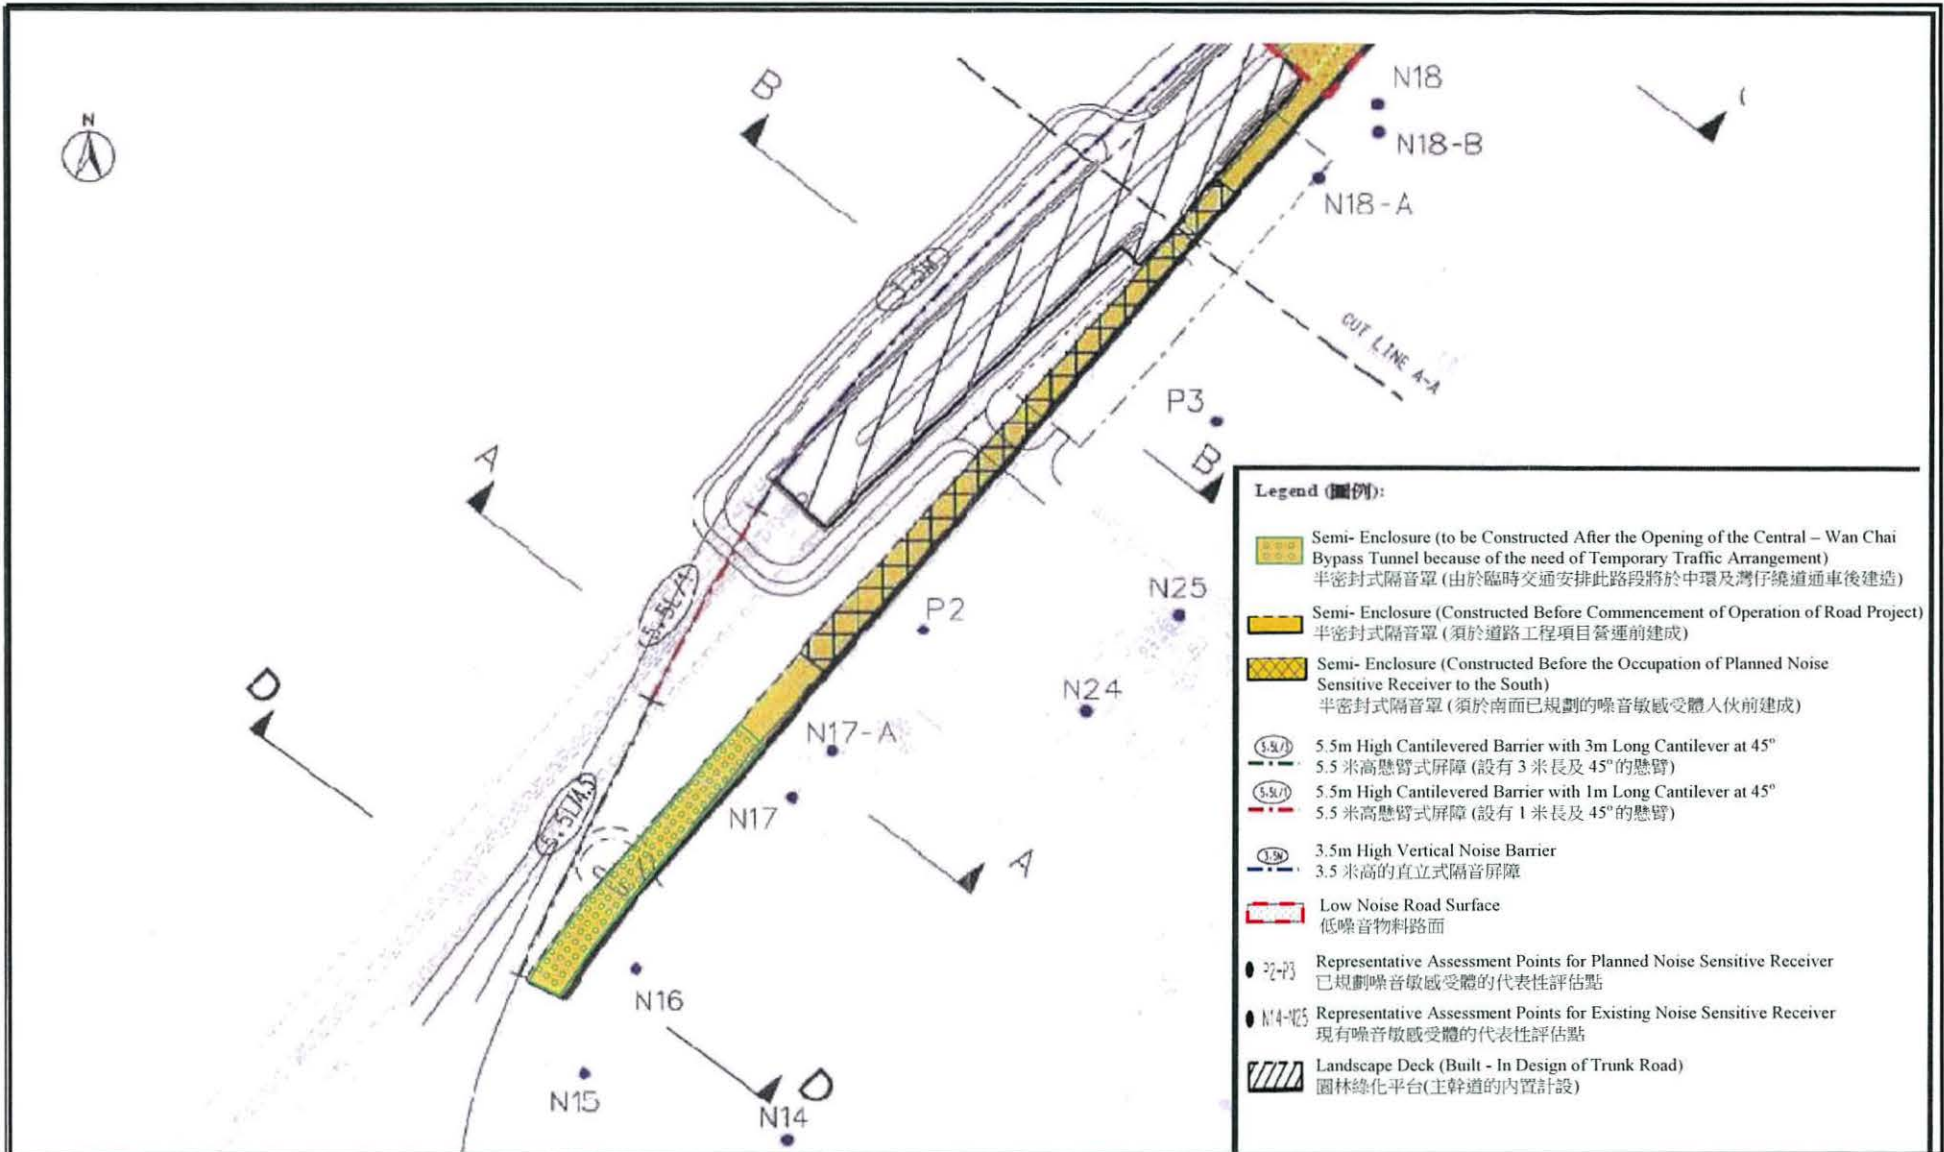 N
B
N18
N18-B
N18-A
CUT LINE A-A
P3
B
A
5.5L/1
P2
N25
N24
D
N17-A
N17
5.5L/4.5
A
N16
N15
D
N14
Legend (圖例):
Semi- Enclosure (to be Constructed After the Opening of the Central – Wan Chai
Bypass Tunnel because of the need of Temporary Traffic Arrangement)
半密封式隔音罩 (由於臨時交通安排此路段將於中環及灣仔繞道通車後建造)
Semi- Enclosure (Constructed Before Commencement of Operation of Road Project)
半密封式隔音罩 (須於道路工程項目營運前建成)
Semi- Enclosure (Constructed Before the Occupation of Planned Noise
Sensitive Receiver to the South)
半密封式隔音罩 (須於南面已規劃的噪音敏感受體人伙前建成)
5.5m High Cantilevered Barrier with 3m Long Cantilever at 45°
5.5 米高懸臂式屏障 (設有 3 米長及 45° 的懸臂)
5.5L/1
5.5m High Cantilevered Barrier with 1m Long Cantilever at 45°
5.5 米高懸臂式屏障 (設有 1 米長及 45° 的懸臂)
3.5m High Vertical Noise Barrier
3.5 米高的直立式隔音屏障
Low Noise Road Surface
低噪音物料路面
P2-P3 Representative Assessment Points for Planned Noise Sensitive Receiver
已規劃噪音敏感受體的代表性評估點
N14-N25 Representative Assessment Points for Existing Noise Sensitive Receiver
現有噪音敏感受體的代表性評估點
Landscape Deck (Built - In Design of Trunk Road)
園林綠化平台(主幹道的內置計設)